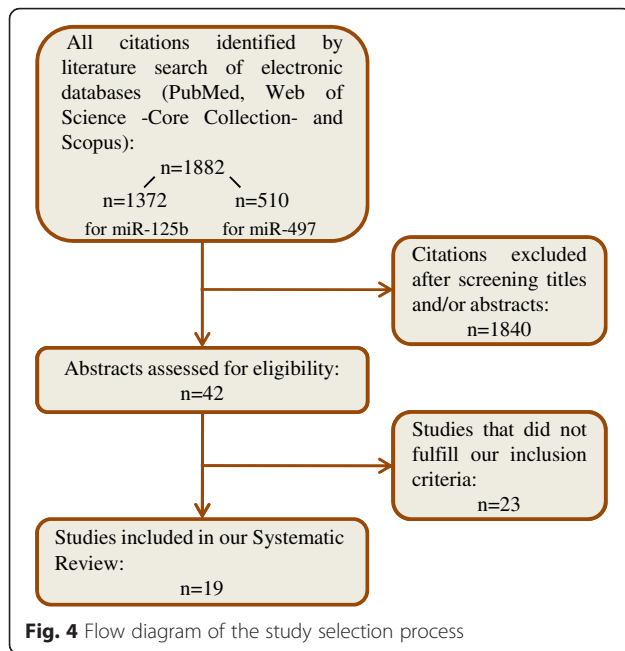 All citations identified by
literature search of electronic
databases (PubMed, Web of
Science -Core Collection- and
Scopus):
n=1882
n=1372 n=510
for miR-125b for miR-497
Citations excluded
after screening titles
and/or abstracts:
n=1840
Abstracts assessed for eligibility:
n=42
Studies that did not
fulfill our inclusion
criteria:
n=23
Studies included in our Systematic
Review:
n=19
Fig. 4 Flow diagram of the study selection process